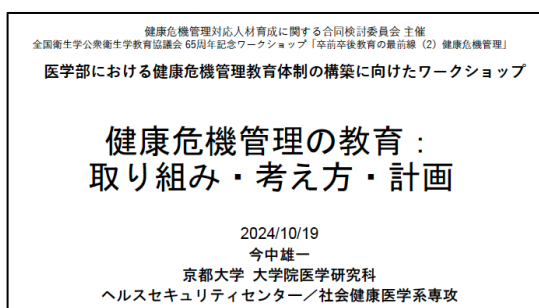 健康危機管理対応人材育成に関する合同検討委員会 主催
全国衛生学公衆衛生学教育協議会 65周年記念ワークショップ「卒前卒後教育の最前線（2）健康危機管理」
医学部における健康危機管理教育体制の構築に向けたワークショップ
健康危機管理の教育：
取り組み・考え方・計画
2024/10/19
今中雄一
京都大学 大学院医学研究科
ヘルスセキュリティセンター／社会健康医学系専攻